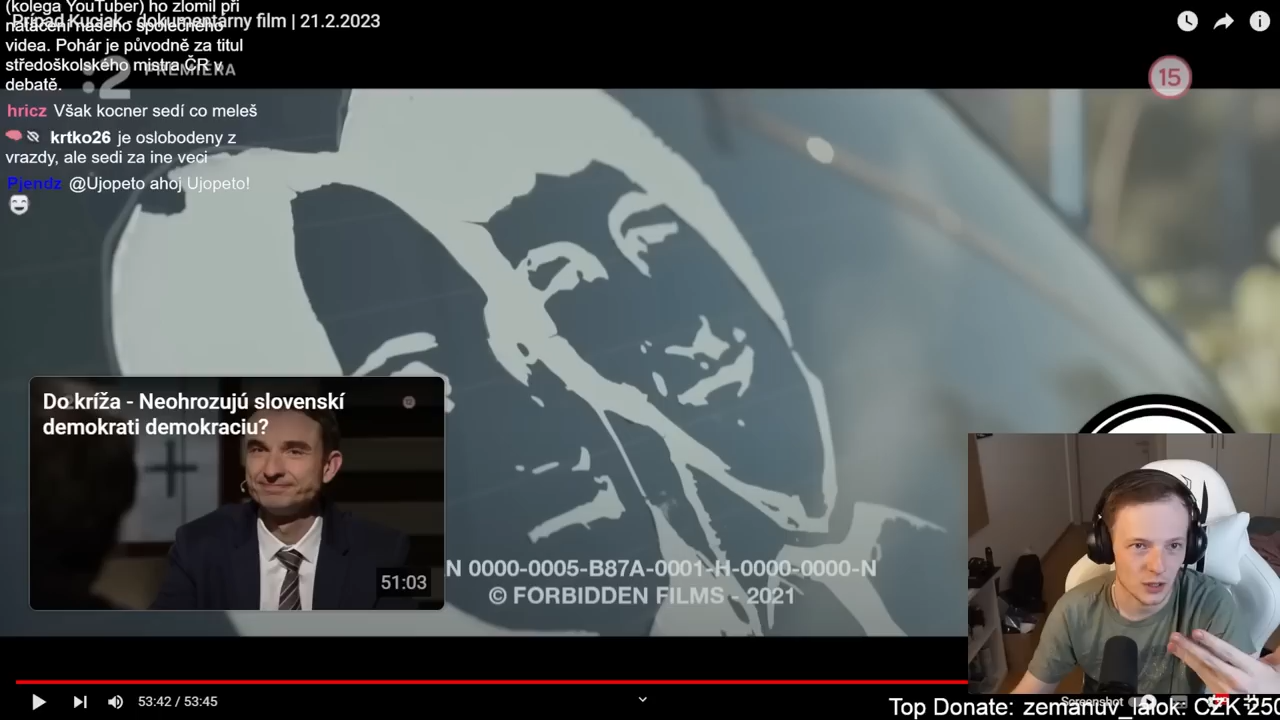 (kolega YouTuber) ho zlomil při
Prípad Kuciak - dokumentárny film | 21.2.2023
natáčení našeho společného
videa. Pohár je původně za titul
středoškolského mistra ČR v
debatě.
:2 PREMIÉRA
15
hricz Však kocner sedí co meleš
krtko26 je oslobodeny z
vrazdy, ale sedi za ine veci
Pjendz @Ujopeto ahoj Ujopeto!
Do kríža - Neohrozujú slovenskí
demokrati demokraciu?
51:03
N 0000-0005-B87A-0001-H-0000-0000-N
© FORBIDDEN FILMS - 2021
53:42 / 53:45
Screenshot
Top Donate: zemanuv_lalok: CZK 250